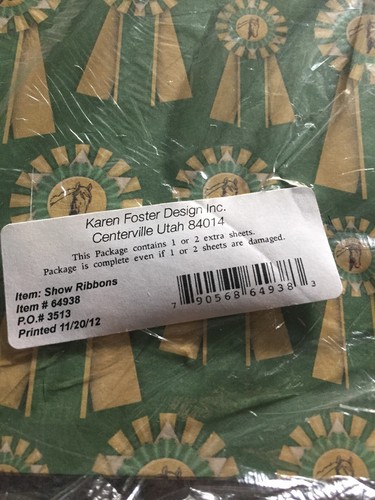 Karen Foster Design Inc.
Centerville Utah 84014
This Package contains 1 or 2 extra sheets.
Package is complete even if 1 or 2 sheets are damaged.
Item: Show Ribbons
Item # 64938
P.O.# 3513
Printed 11/20/12
7 90568 64938 3